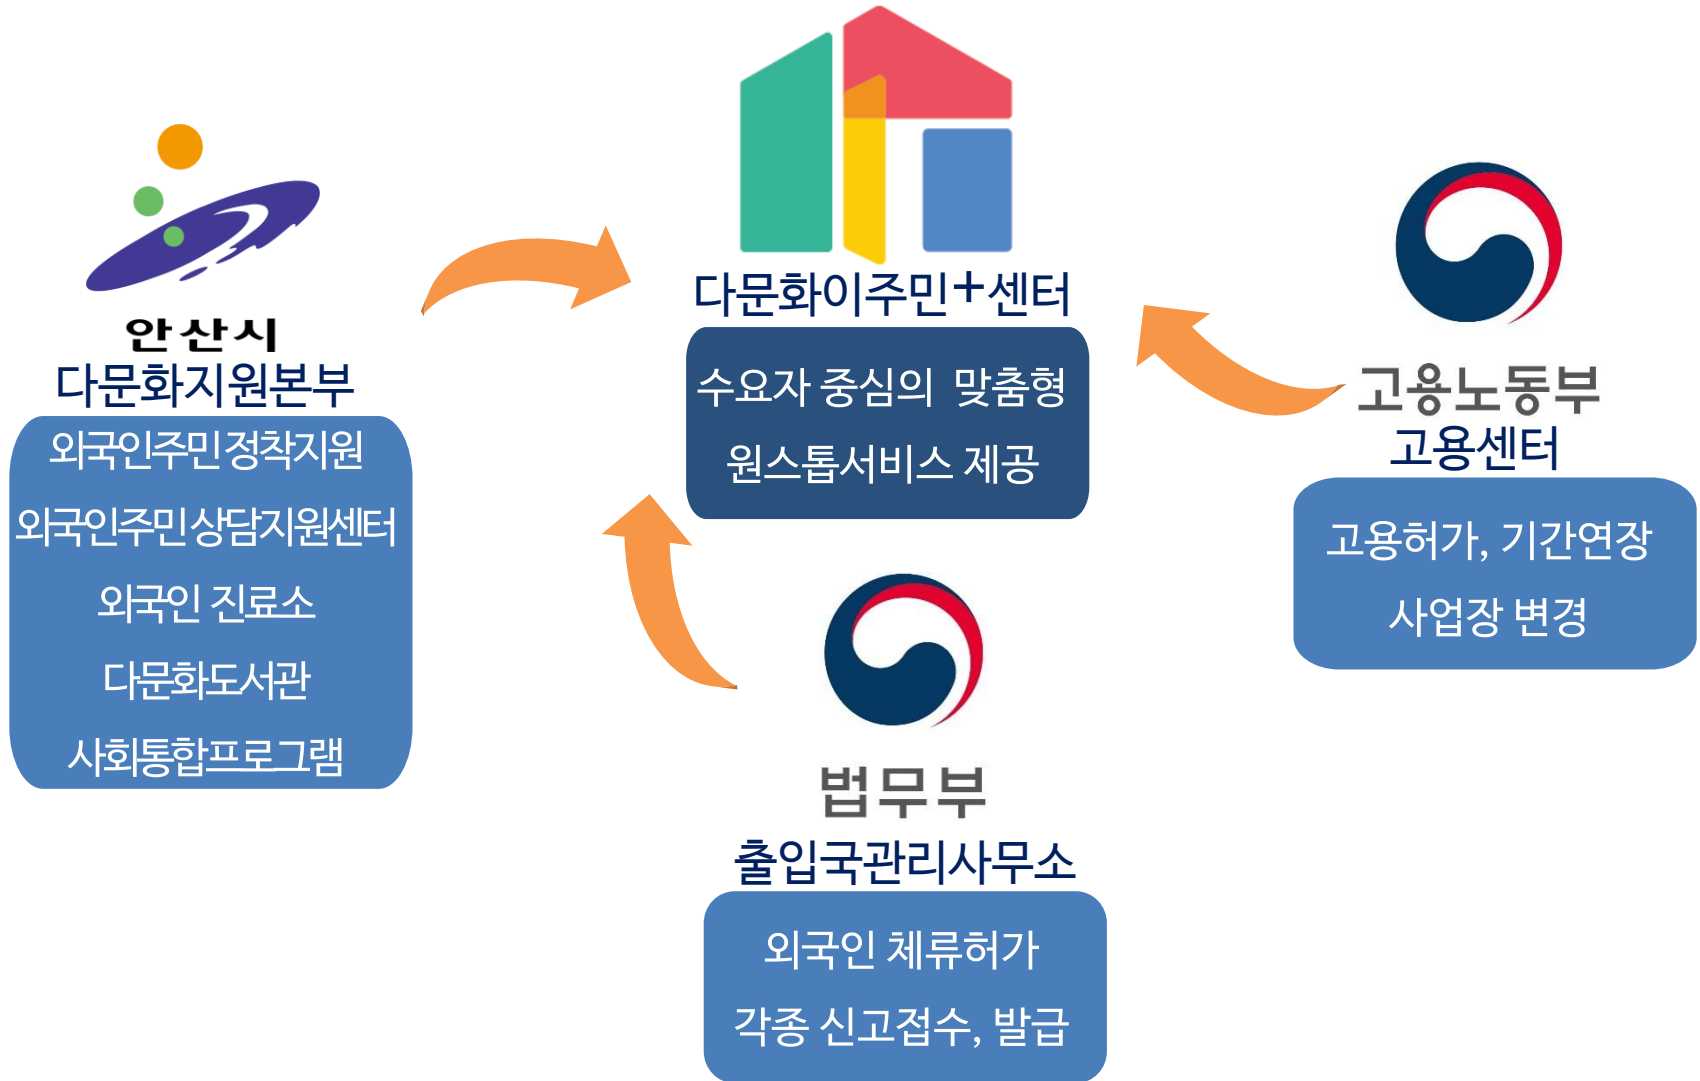 안산시
다문화지원본부
외국인주민 정착지원
외국인주민 상담지원센터
외국인 진료소
다문화도서관
사회통합프로그램
다문화이주민+센터
수요자 중심의 맞춤형
원스톱서비스 제공
법무부
출입국관리사무소
외국인 체류허가
각종 신고접수, 발급
고용노동부
고용센터
고용허가, 기간연장
사업장 변경